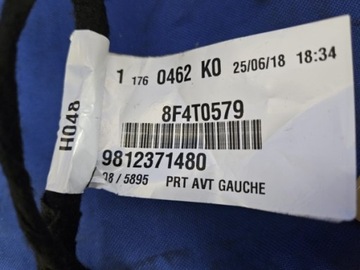 1 176 0462 K0 25/06/18 18:34
H048
8F4T0579
9812371480
08 / 5895 PRT AVT GAUCHE